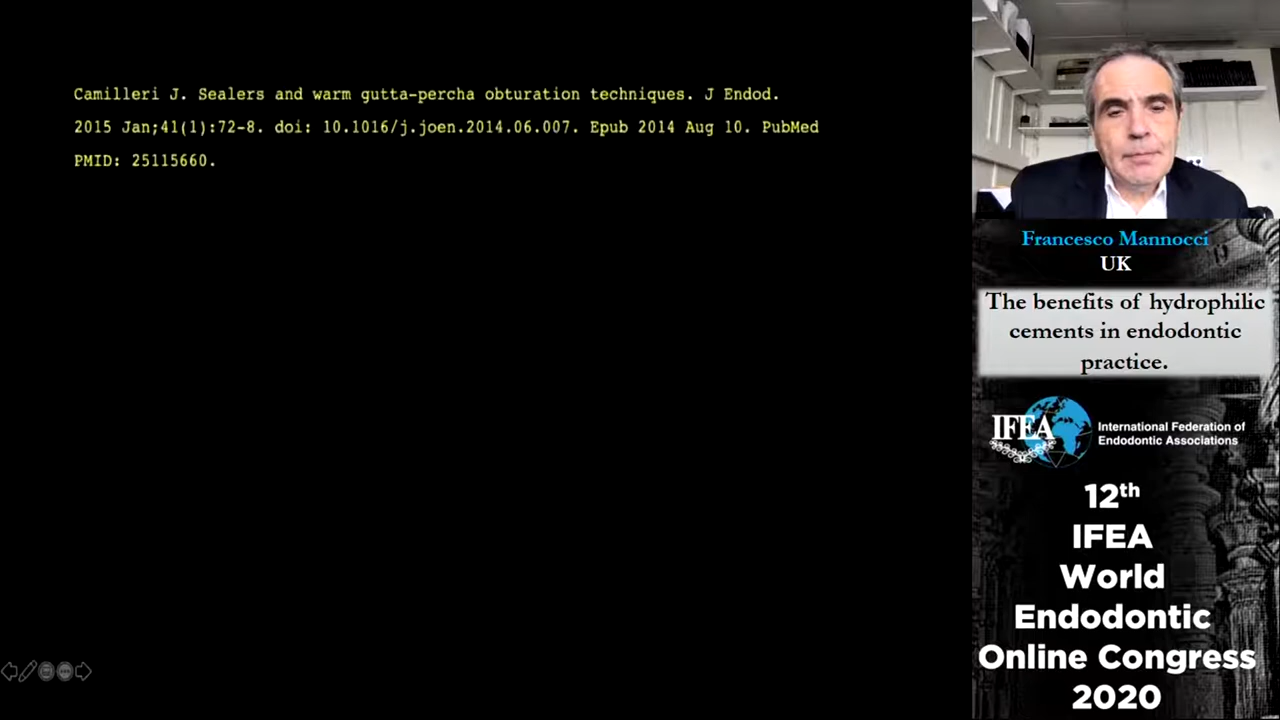 Camilleri J. Sealers and warm gutta-percha obturation techniques. J Endod.
2015 Jan;41(1):72-8. doi: 10.1016/j.joen.2014.06.007. Epub 2014 Aug 10. PubMed
PMID: 25115660.
Francesco Mannocci
UK
The benefits of hydrophilic
cements in endodontic
practice.
IFEA
International Federation of
Endodontic Associations
12th
IFEA
World
Endodontic
Online Congress
2020